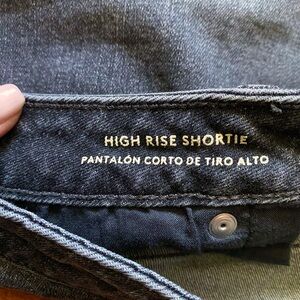 HIGH RISE SHORTIE
PANTALÓN CORTO DE TIRO ALTO